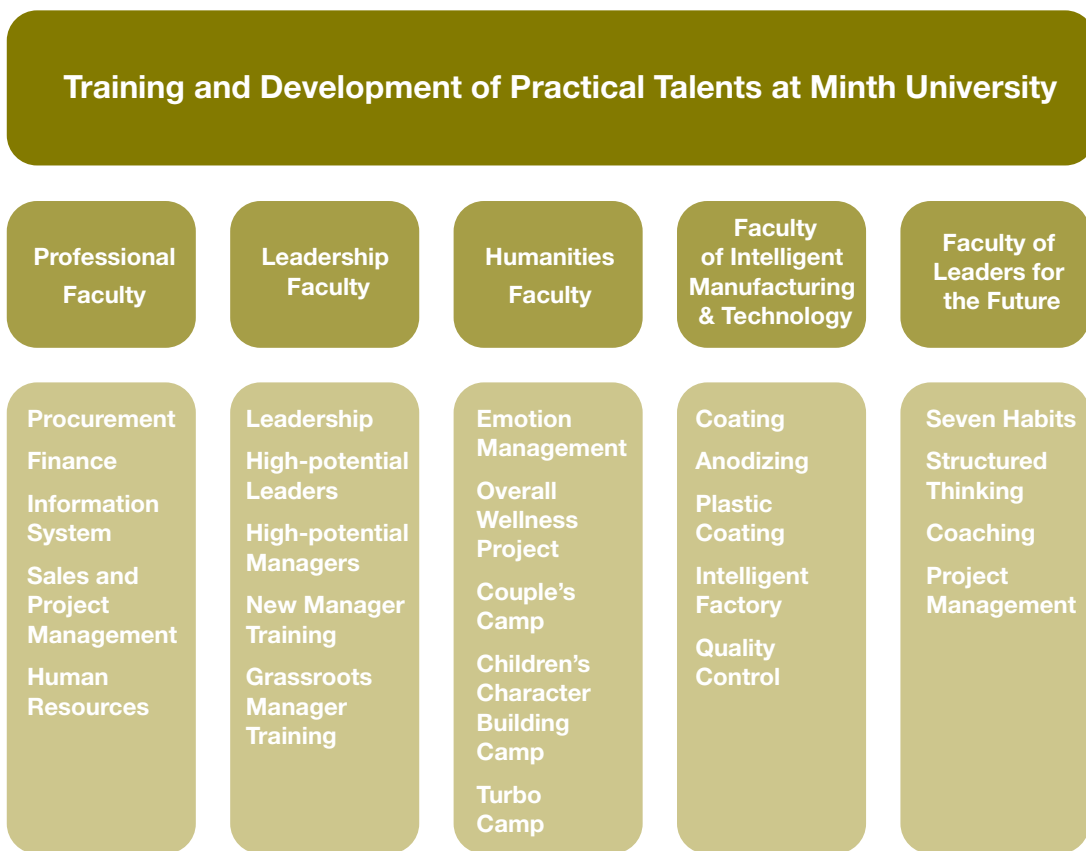 Training and Development of Practical Talents at Minth University
Professional
Faculty
Leadership
Faculty
Humanities
Faculty
Faculty
of Intelligent
Manufacturing
& Technology
Faculty of
Leaders for
the Future
Procurement
Finance
Information
System
Sales and
Project
Management
Human
Resources
Leadership
High-potential
Leaders
High-potential
Managers
New Manager
Training
Grassroots
Manager
Training
Emotion
Management
Overall
Wellness
Project
Couple’s
Camp
Children’s
Character
Building
Camp
Turbo
Camp
Coating
Anodizing
Plastic
Coating
Intelligent
Factory
Quality
Control
Seven Habits
Structured
Thinking
Coaching
Project
Management